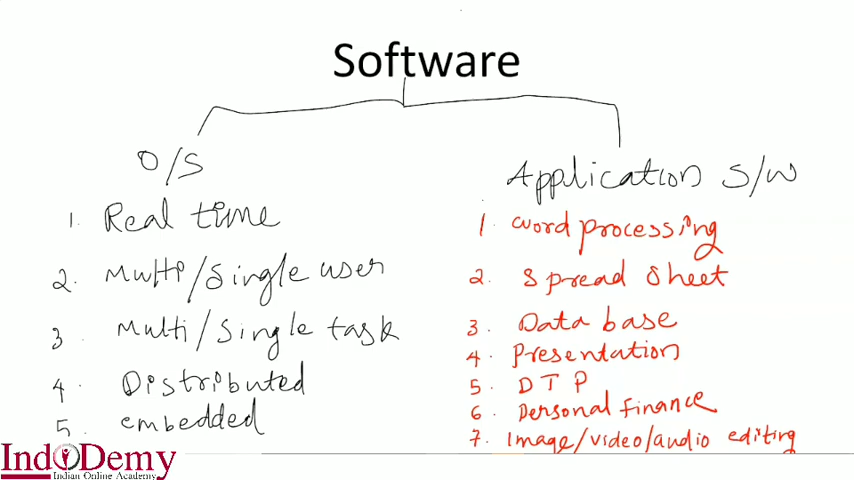 Software
O/S
1. Real time
2. Multi/Single user
3 Multi/Single task
4. Distributed
5. embedded
Application S/W
1. Word processing
2. Spread Sheet
3. Data base
4. Presentation
5. DTP
6. Personal finance
7. Image/video/audio editing
IndoDemy
Indian Online Academy